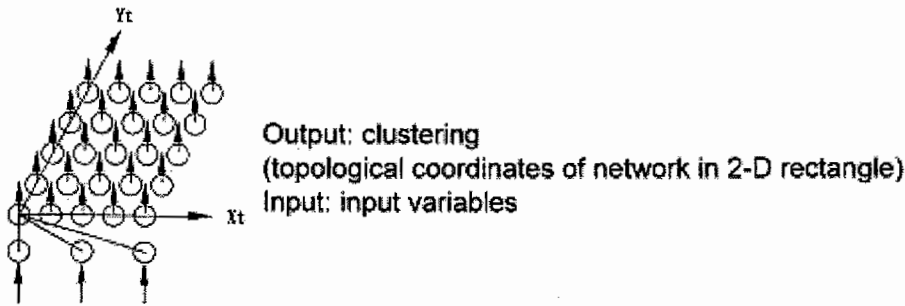 Yt
Output: clustering
(topological coordinates of network in 2-D rectangle)
Input: input variables
Xt